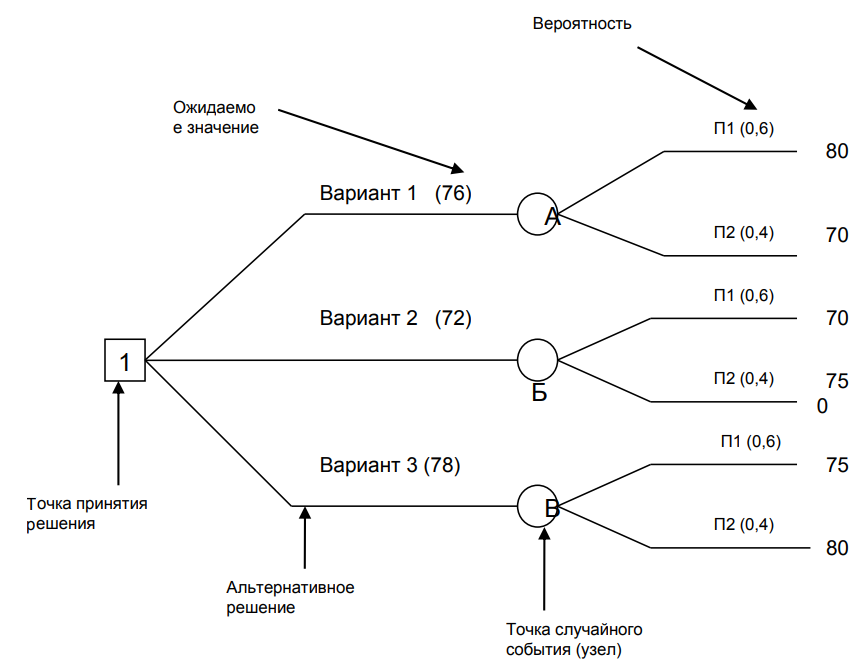 Вероятность
Ожидаемо
е значение
П1 (0,6)
80
Вариант 1 (76)
А
П2 (0,4)
70
П1 (0,6)
Вариант 2 (72)
70
1
Б
П2 (0,4)
75
0
П1 (0,6)
Вариант 3 (78)
75
В
П2 (0,4)
80
Точка принятия
решения
Альтернативное
решение
Точка случайного
события (узел)